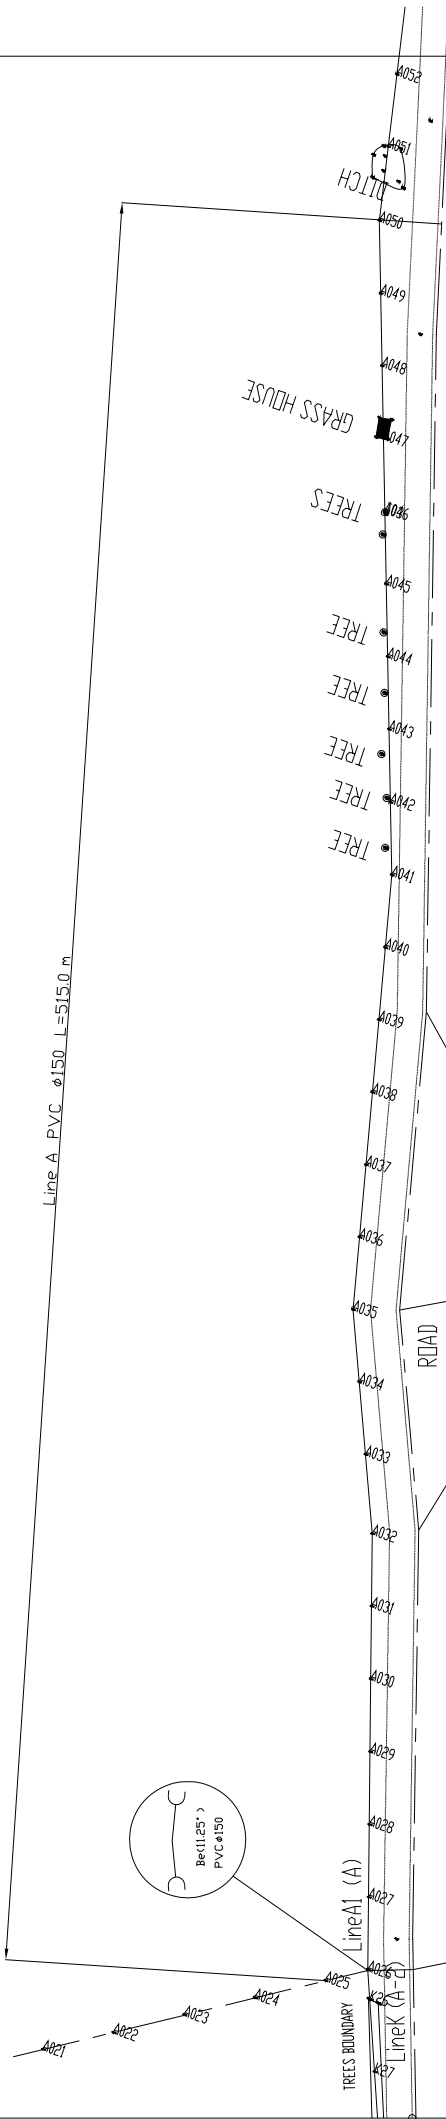 A052
A051
DITCH
A050
A049
A048
GRASS HOUSE
A047
TREES
A046
A045
TREE
A044
TREE
A043
TREE
TREE
A042
TREE
A041
A040
Line A PVC φ150 L=515.0 m
A039
A038
A037
A036
A035
ROAD
A034
A033
A032
A031
A030
A029
Be(11.25°)
PVCφ150
A028
LineA1 (A)
A027
A026
A025
A024
A023
A022
A021
TREES BOUNDARY
K26
K27
LineK (A-2)